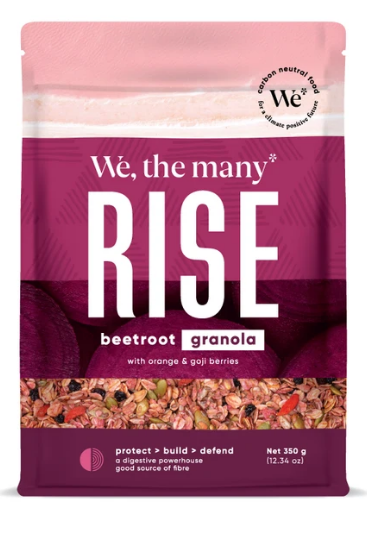 carbon neutral food
We*
for a climate positive future
We, the many*
RISE
beetroot granola
with orange & goji berries
protect > build > defend
a digestive powerhouse
good source of fibre
Net 350 g
(12.34 oz)